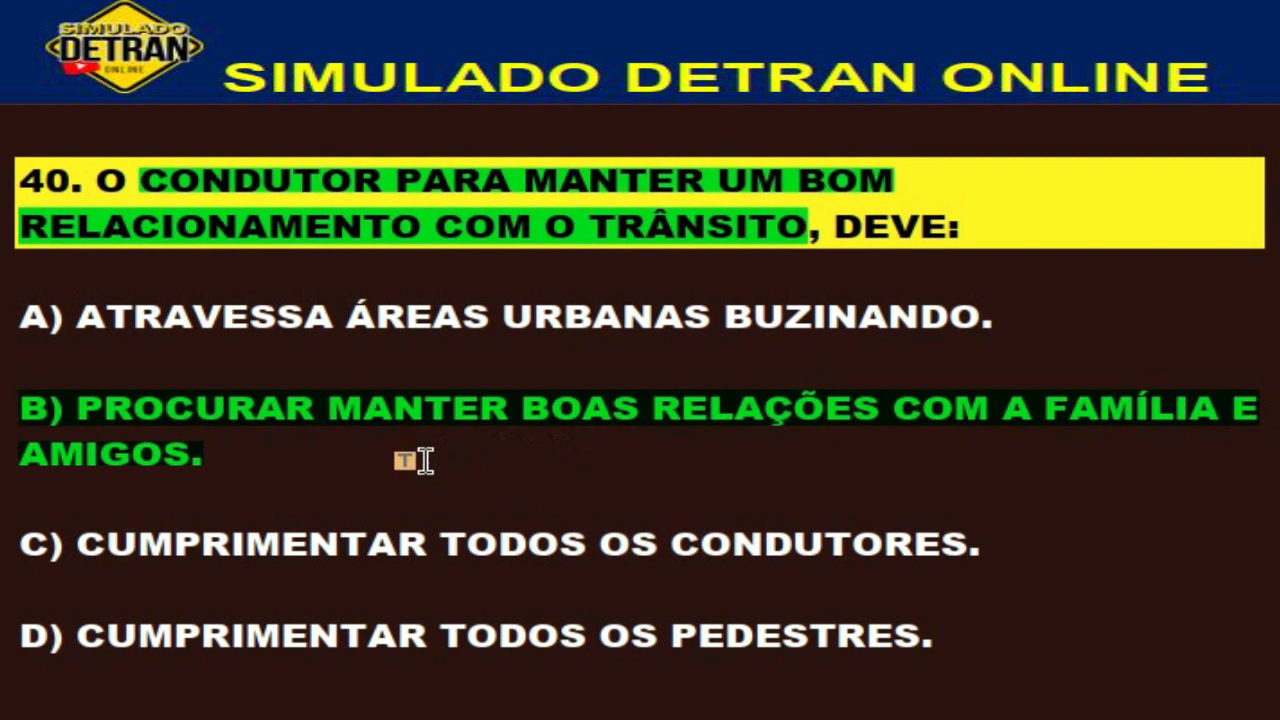 SIMULADO
DETRAN
ONLINE
SIMULADO DETRAN ONLINE
40. O CONDUTOR PARA MANTER UM BOM
RELACIONAMENTO COM O TRÂNSITO, DEVE:
A) ATRAVESSA ÁREAS URBANAS BUZINANDO.
B) PROCURAR MANTER BOAS RELAÇÕES COM A FAMÍLIA E
AMIGOS.
T
C) CUMPRIMENTAR TODOS OS CONDUTORES.
D) CUMPRIMENTAR TODOS OS PEDESTRES.